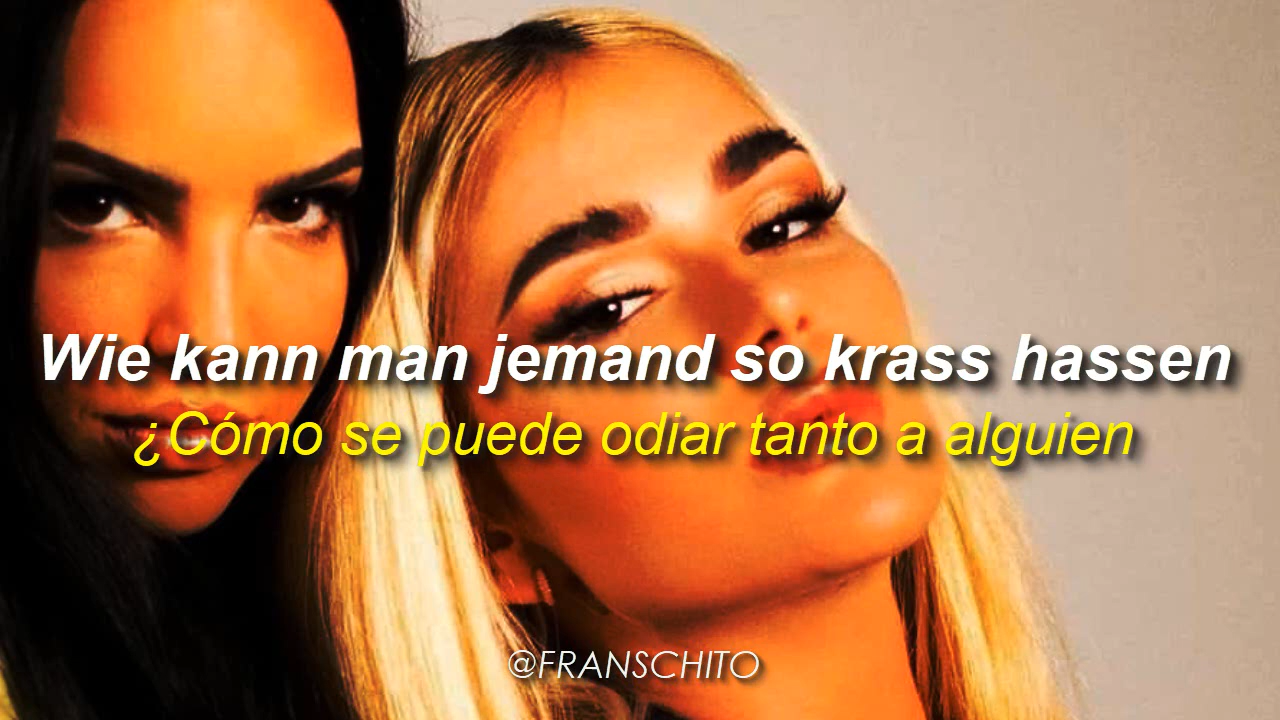 Wie kann man jemand so krass hassen
¿Cómo se puede odiar tanto a alguien
@FRANSCHITO